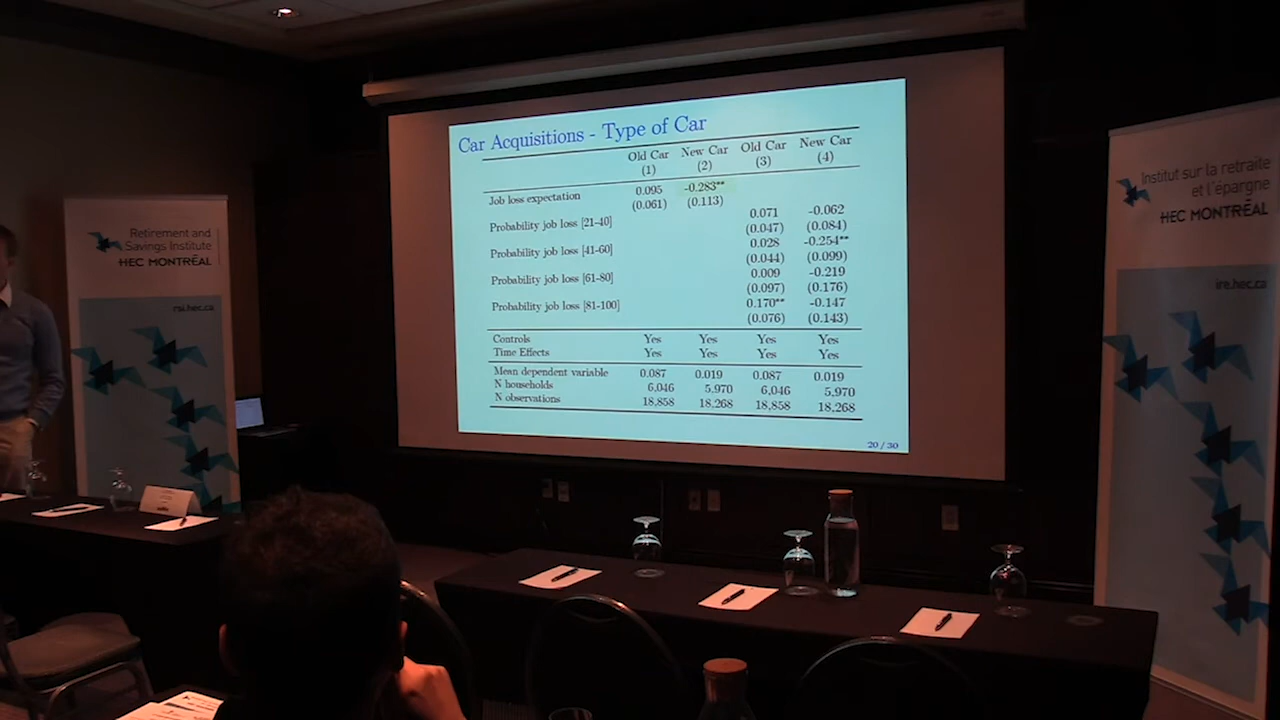 Car Acquisitions - Type of Car
Old Car New Car Old Car New Car
(1) (2) (3) (4)
Job loss expectation 0.095 -0.283**
(0.061) (0.113)
Probability job loss [21-40] 0.071 -0.062
(0.047) (0.084)
Probability job loss [41-60] 0.028 -0.254**
(0.044) (0.099)
Probability job loss [61-80] 0.009 -0.219
(0.097) (0.176)
Probability job loss [81-100] 0.170** -0.147
(0.076) (0.143)
Controls Yes Yes Yes Yes
Time Effects Yes Yes Yes Yes
Mean dependent variable 0.087 0.019 0.087 0.019
N households 6,046 5,970 6,046 5,970
N observations 18,858 18,268 18,858 18,268
20 / 30
Retirement and
Savings Institute
HEC MONTRĒAL
rsi.hec.ca
Institut sur la retraite
et l'épargne
HEC MONTRĒAL
ire.hec.ca